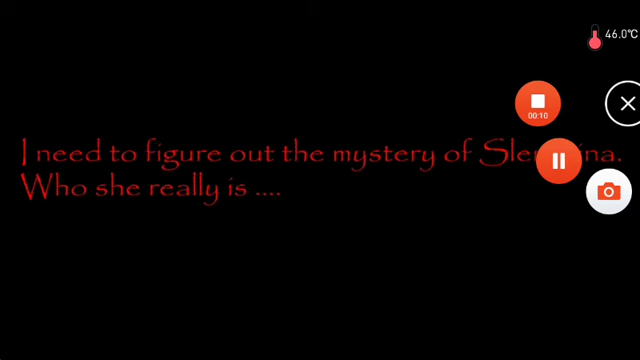 46.0℃
00:10
I need to figure out the mystery of
Who she really is ....